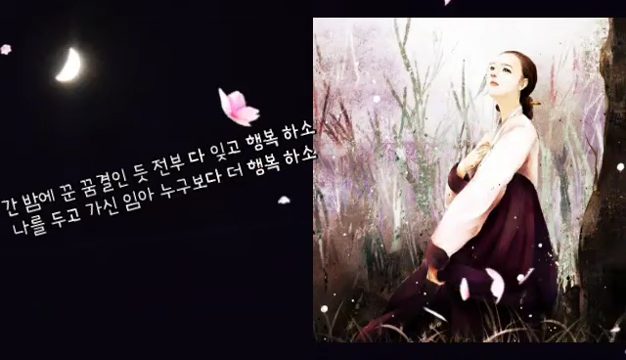 간 밤에 꾼 꿈결인 듯 전부 다 잊고 행복 하소
나를 두고 가신 임아 누구보다 더 행복 하소